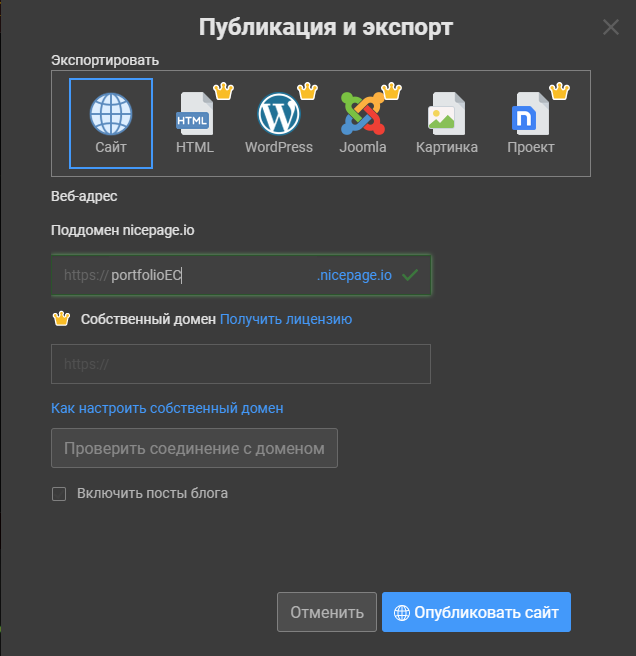 Публикация и экспорт
Экспортировать
Сайт HTML WordPress Joomla Картинка Проект
Веб-адрес
Поддомен nicepage.io
https:// portfolioEC .nicepage.io
Собственный домен Получить лицензию
https://
Как настроить собственный домен
Проверить соединение с доменом
Включить посты блога
Отменить Опубликовать сайт